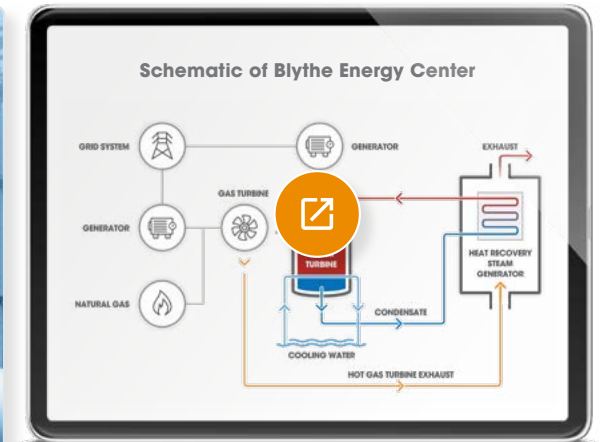 Schematic of Blythe Energy Center
GRID SYSTEM
GENERATOR
EXHAUST
GAS TURBINE
GENERATOR
TURBINE
HEAT RECOVERY
STEAM
GENERATOR
NATURAL GAS
CONDENSATE
COOLING WATER
HOT GAS TURBINE EXHAUST